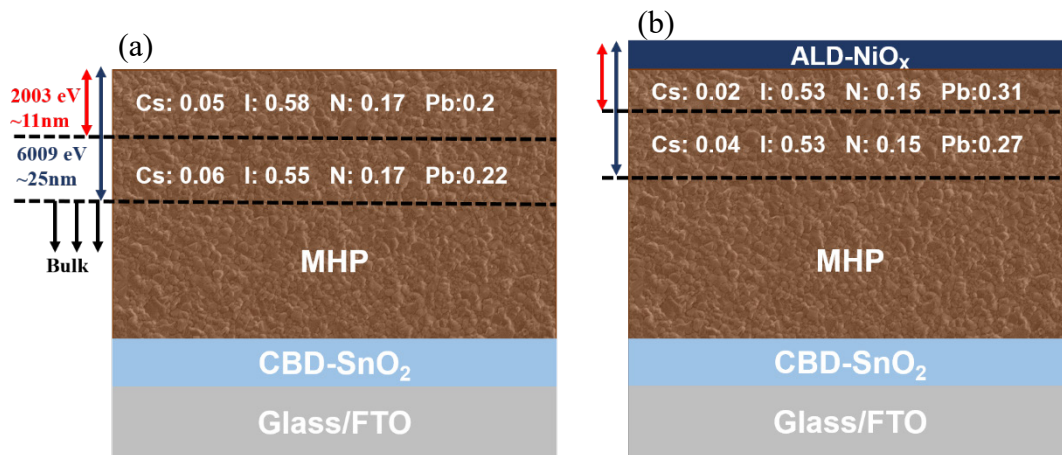 (a)
2003 eV
~11nm
6009 eV
~25nm
Bulk
Cs: 0.05 I: 0.58 N: 0.17 Pb:0.2
Cs: 0.06 I: 0.55 N: 0.17 Pb:0.22
MHP
CBD-SnO₂
Glass/FTO
(b)
ALD-NiOₓ
Cs: 0.02 I: 0.53 N: 0.15 Pb:0.31
Cs: 0.04 I: 0.53 N: 0.15 Pb:0.27
MHP
CBD-SnO₂
Glass/FTO